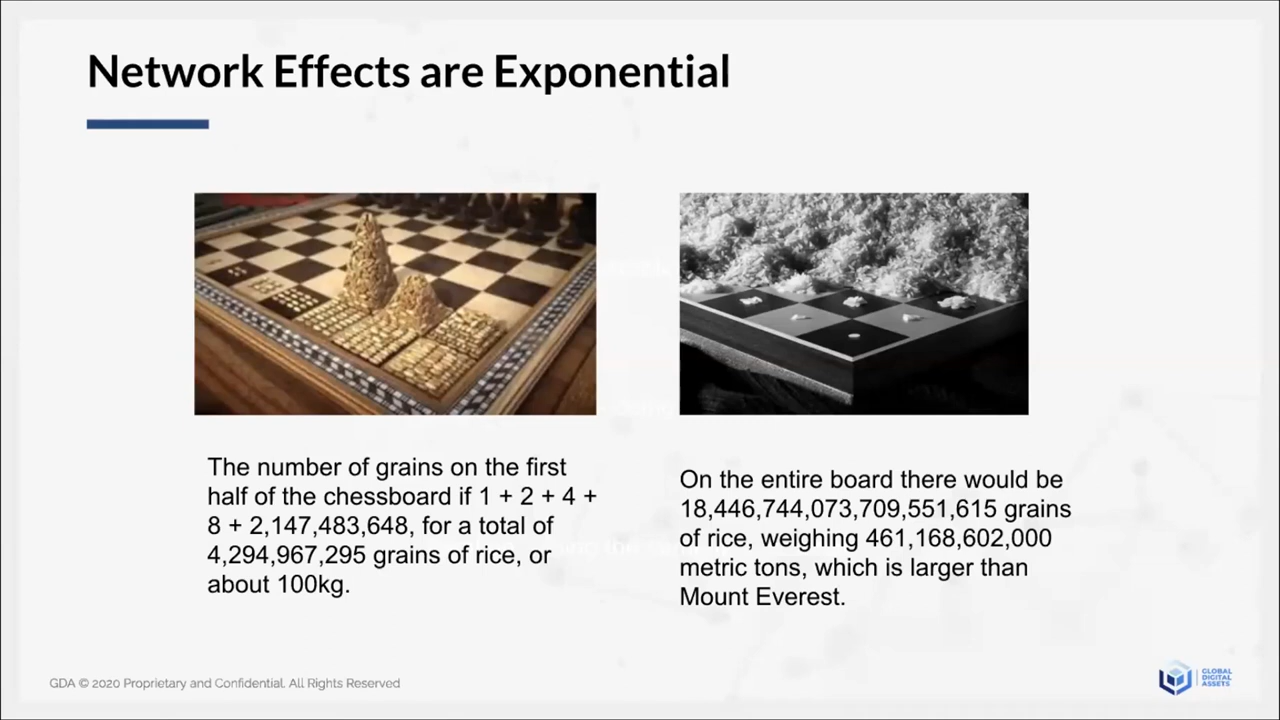 Network Effects are Exponential
The number of grains on the first
half of the chessboard if 1 + 2 + 4 +
8 + 2,147,483,648, for a total of
4,294,967,295 grains of rice, or
about 100kg.
On the entire board there would be
18,446,744,073,709,551,615 grains
of rice, weighing 461,168,602,000
metric tons, which is larger than
Mount Everest.
GDA © 2020 Proprietary and Confidential. All Rights Reserved
GLOBAL
DIGITAL
ASSETS